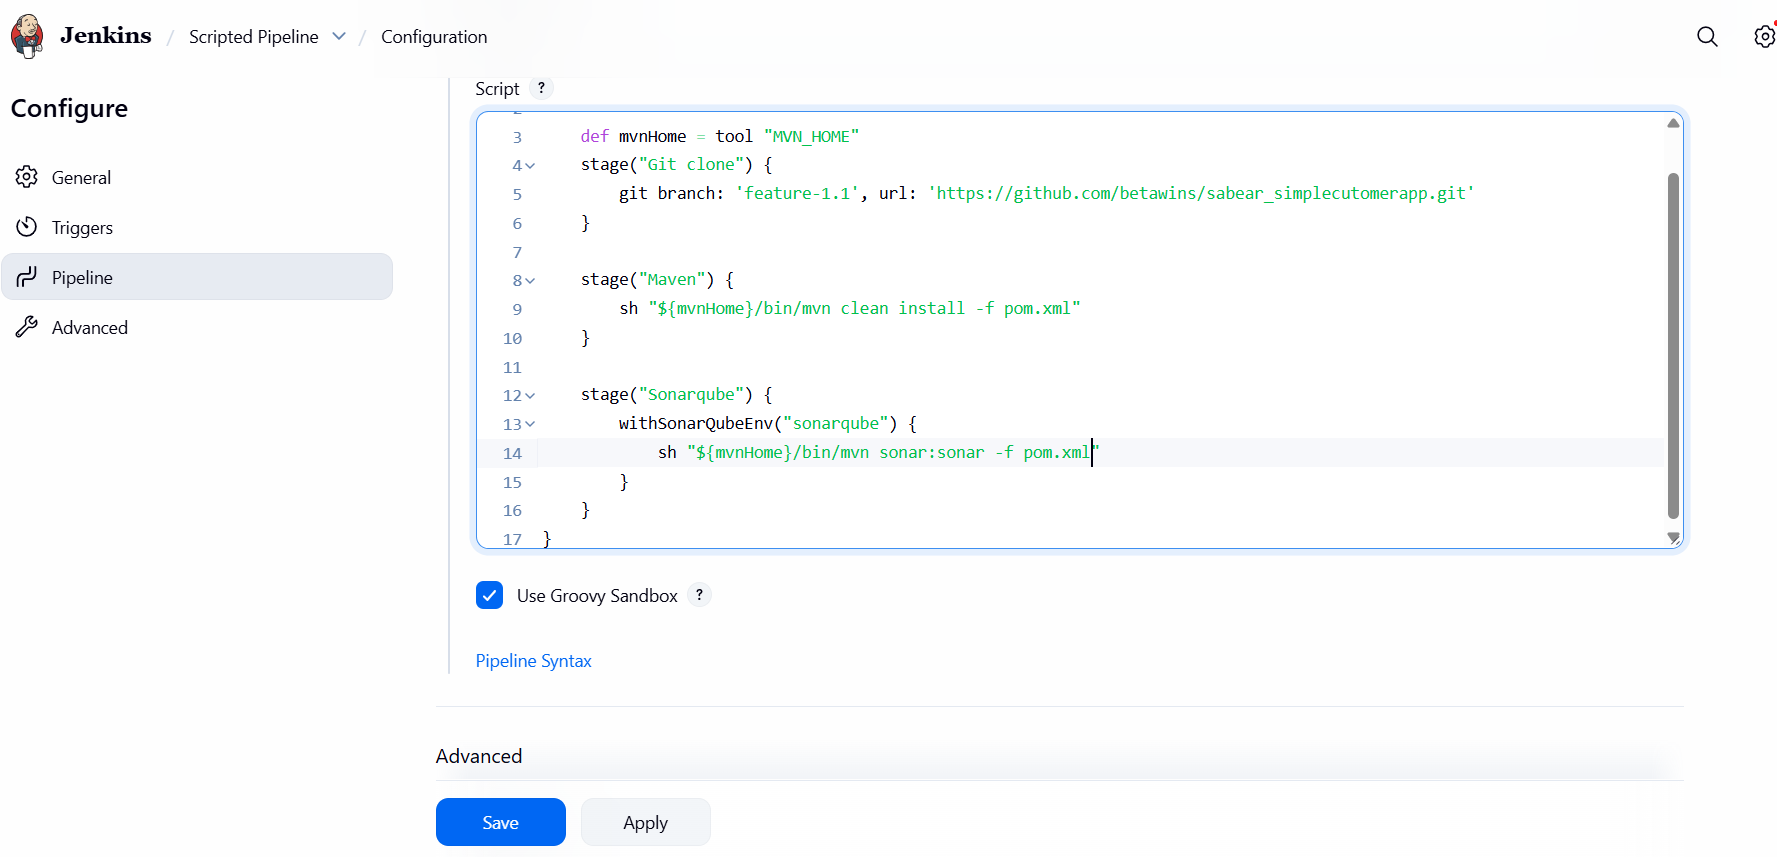 Jenkins / Scripted Pipeline / Configuration
Configure
General
Triggers
Pipeline
Advanced
Script ?
3 def mvnHome = tool "MVN_HOME"
4 stage("Git clone") {
5 git branch: 'feature-1.1', url: 'https://github.com/betawins/sabear_simplecutomerapp.git'
6 }
7
8 stage("Maven") {
9 sh "${mvnHome}/bin/mvn clean install -f pom.xml"
10 }
11
12 stage("Sonarqube") {
13 withSonarQubeEnv("sonarqube") {
14 sh "${mvnHome}/bin/mvn sonar:sonar -f pom.xml"
15 }
16 }
17 }
Use Groovy Sandbox ?
Pipeline Syntax
Advanced
Save Apply